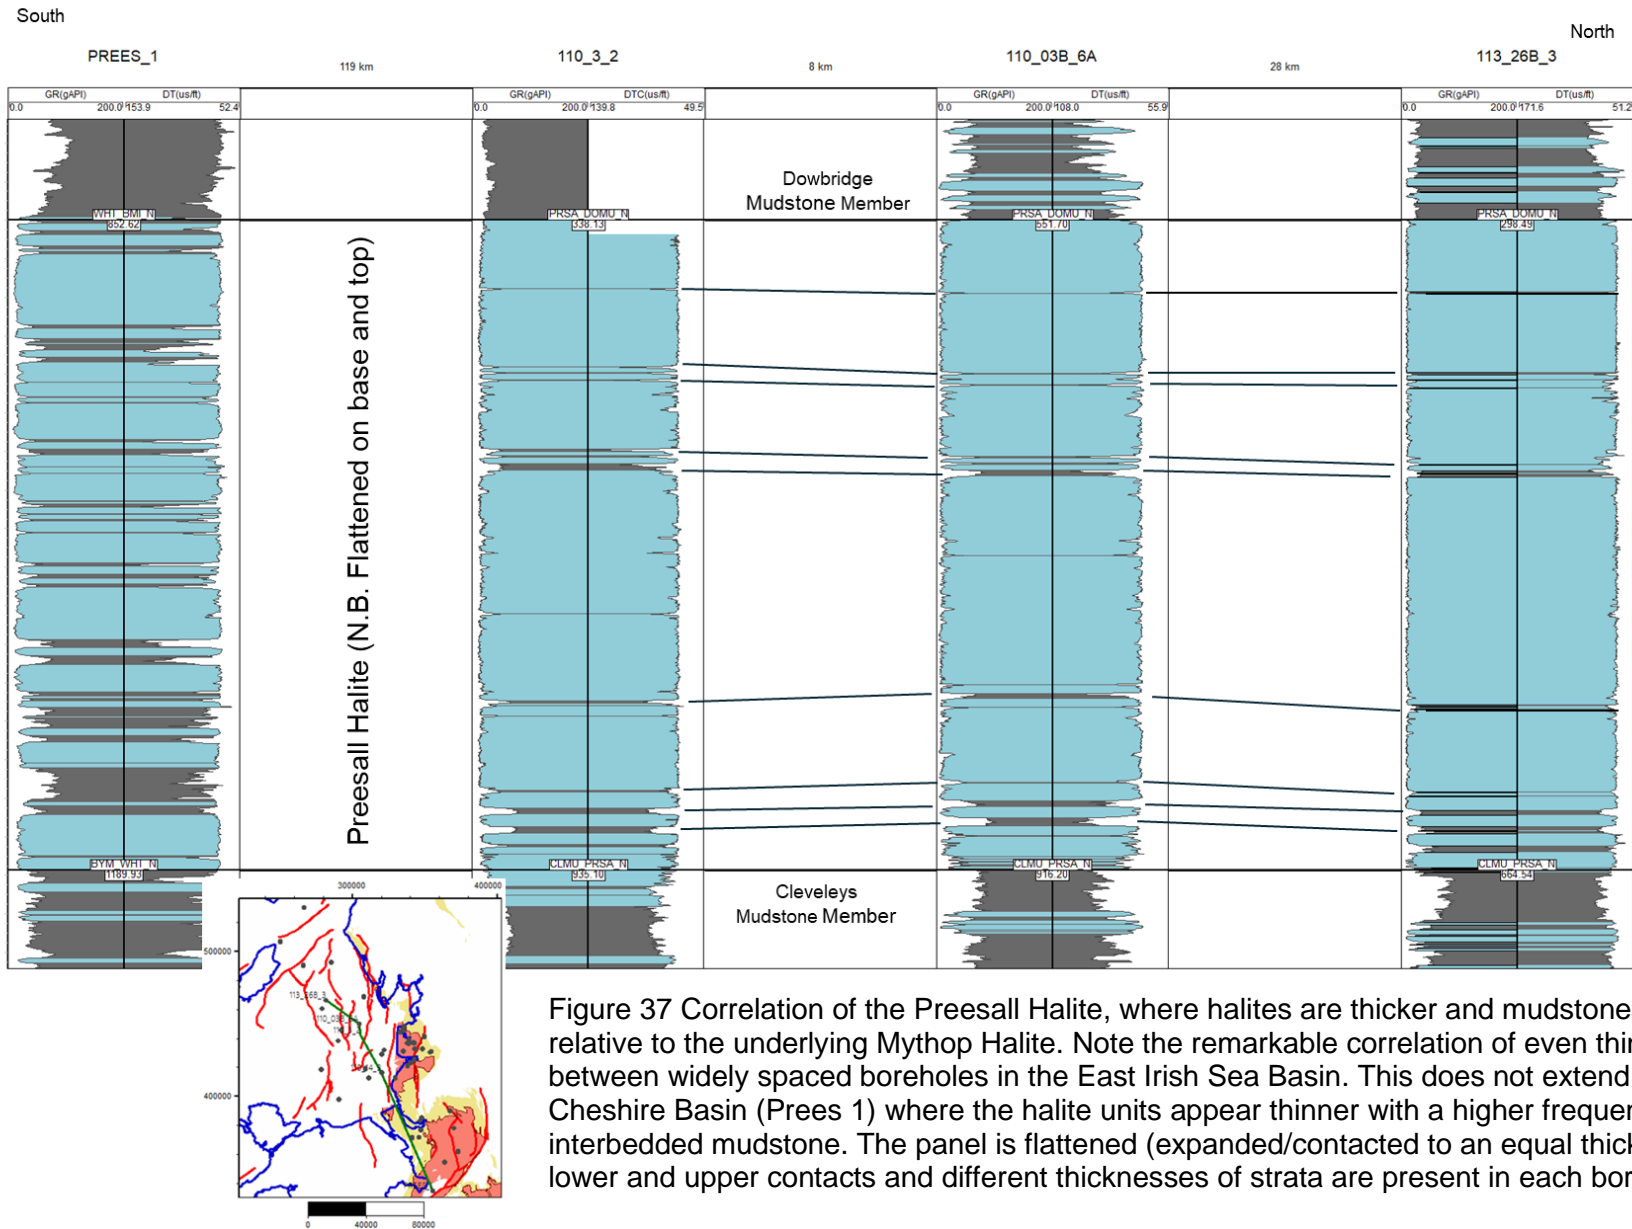 South
North
PREES_1
119 km
110_3_2
8 km
110_03B_6A
28 km
113_26B_3
GR(gAPI) DT(us/ft)
0.0 200.0 153.9 52.4
GR(gAPI) DTC(us/ft)
0.0 200.0 139.8 49.5
GR(gAPI) DT(us/ft)
0.0 200.0 108.0 55.9
GR(gAPI) DT(us/ft)
0.0 200.0 171.6 51.2
Dowbridge
Mudstone Member
WHT_BMI_N
852.62
PRSA_DOMU_N
338.13
PRSA_DOMU_N
551.70
PRSA_DOMU_N
298.49
Preesall Halite (N.B. Flattened on base and top)
BYM_WHT_N
1189.93
CLMU_PRSA_N
935.10
CLMU_PRSA_N
916.20
CLMU_PRSA_N
664.54
Cleveleys
Mudstone Member
300000 400000
500000
400000
0 40000 80000
Figure 37 Correlation of the Preesall Halite, where halites are thicker and mudstone
relative to the underlying Mythop Halite. Note the remarkable correlation of even thin
between widely spaced boreholes in the East Irish Sea Basin. This does not extend
Cheshire Basin (Prees 1) where the halite units appear thinner with a higher frequen
interbedded mudstone. The panel is flattened (expanded/contacted to an equal thick
lower and upper contacts and different thicknesses of strata are present in each bor